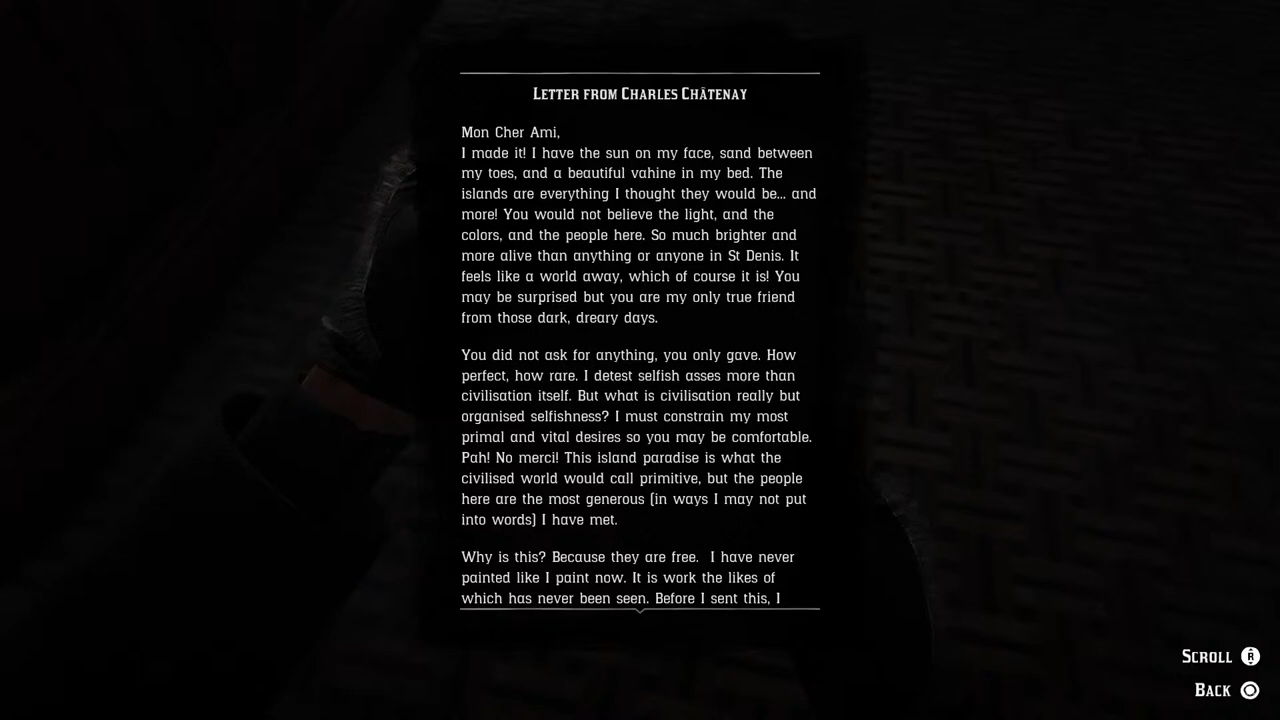 Letter from Charles Châtenay
Mon Cher Ami,
I made it! I have the sun on my face, sand between
my toes, and a beautiful vahine in my bed. The
islands are everything I thought they would be... and
more! You would not believe the light, and the
colors, and the people here. So much brighter and
more alive than anything or anyone in St Denis. It
feels like a world away, which of course it is! You
may be surprised but you are my only true friend
from those dark, dreary days.
You did not ask for anything, you only gave. How
perfect, how rare. I detest selfish asses more than
civilisation itself. But what is civilisation really but
organised selfishness? I must constrain my most
primal and vital desires so you may be comfortable.
Pah! No merci! This island paradise is what the
civilised world would call primitive, but the people
here are the most generous (in ways I may not put
into words) I have met.
Why is this? Because they are free.  I have never
painted like I paint now. It is work the likes of
which has never been seen. Before I sent this, I
Scroll R
Back